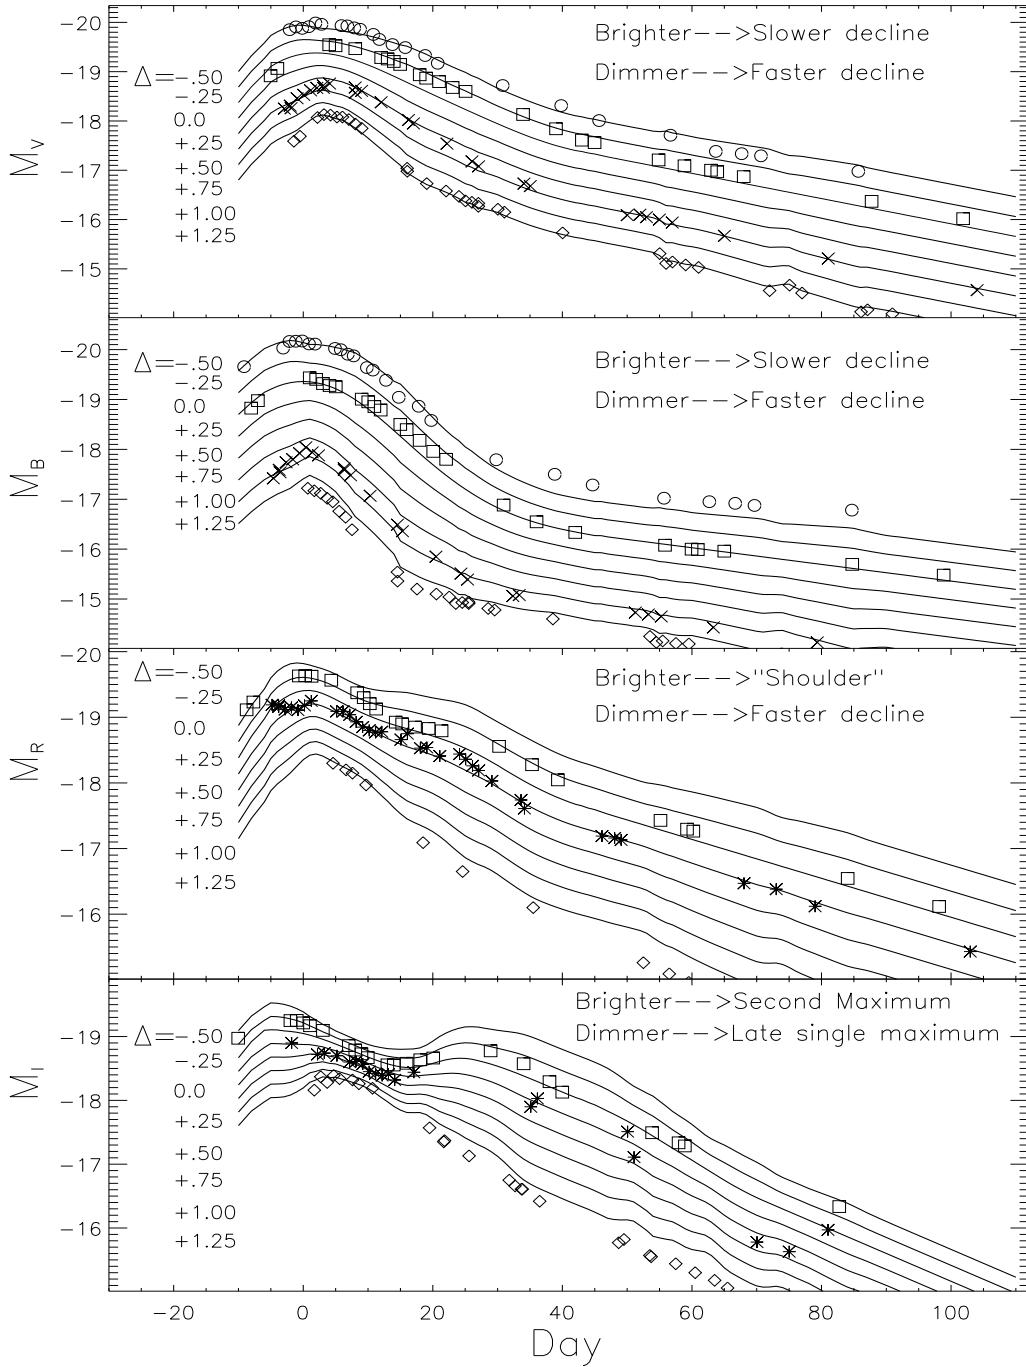 -20
Brighter-->Slower decline
-19
Δ=-.50
Dimmer-->Faster decline
-.25
-18
0.0
+.25
M_V
-17
+.50
+.75
-16
+1.00
+1.25
-15
-20
Δ=-.50
Brighter-->Slower decline
-.25
-19
0.0
Dimmer-->Faster decline
+.25
-18
+.50
M_B
+.75
-17
+1.00
+1.25
-16
-15
-20
Δ=-.50
Brighter-->"Shoulder"
-.25
-19
0.0
Dimmer-->Faster decline
M_R
+.25
-18
+.50
+.75
-17
+1.00
+1.25
-16
Brighter-->Second Maximum
-19
Δ=-.50
Dimmer-->Late single maximum
-.25
M_I
0.0
-18
+.25
+.50
-17
+.75
+1.00
-16
+1.25
-20 0 20 40 60 80 100
Day